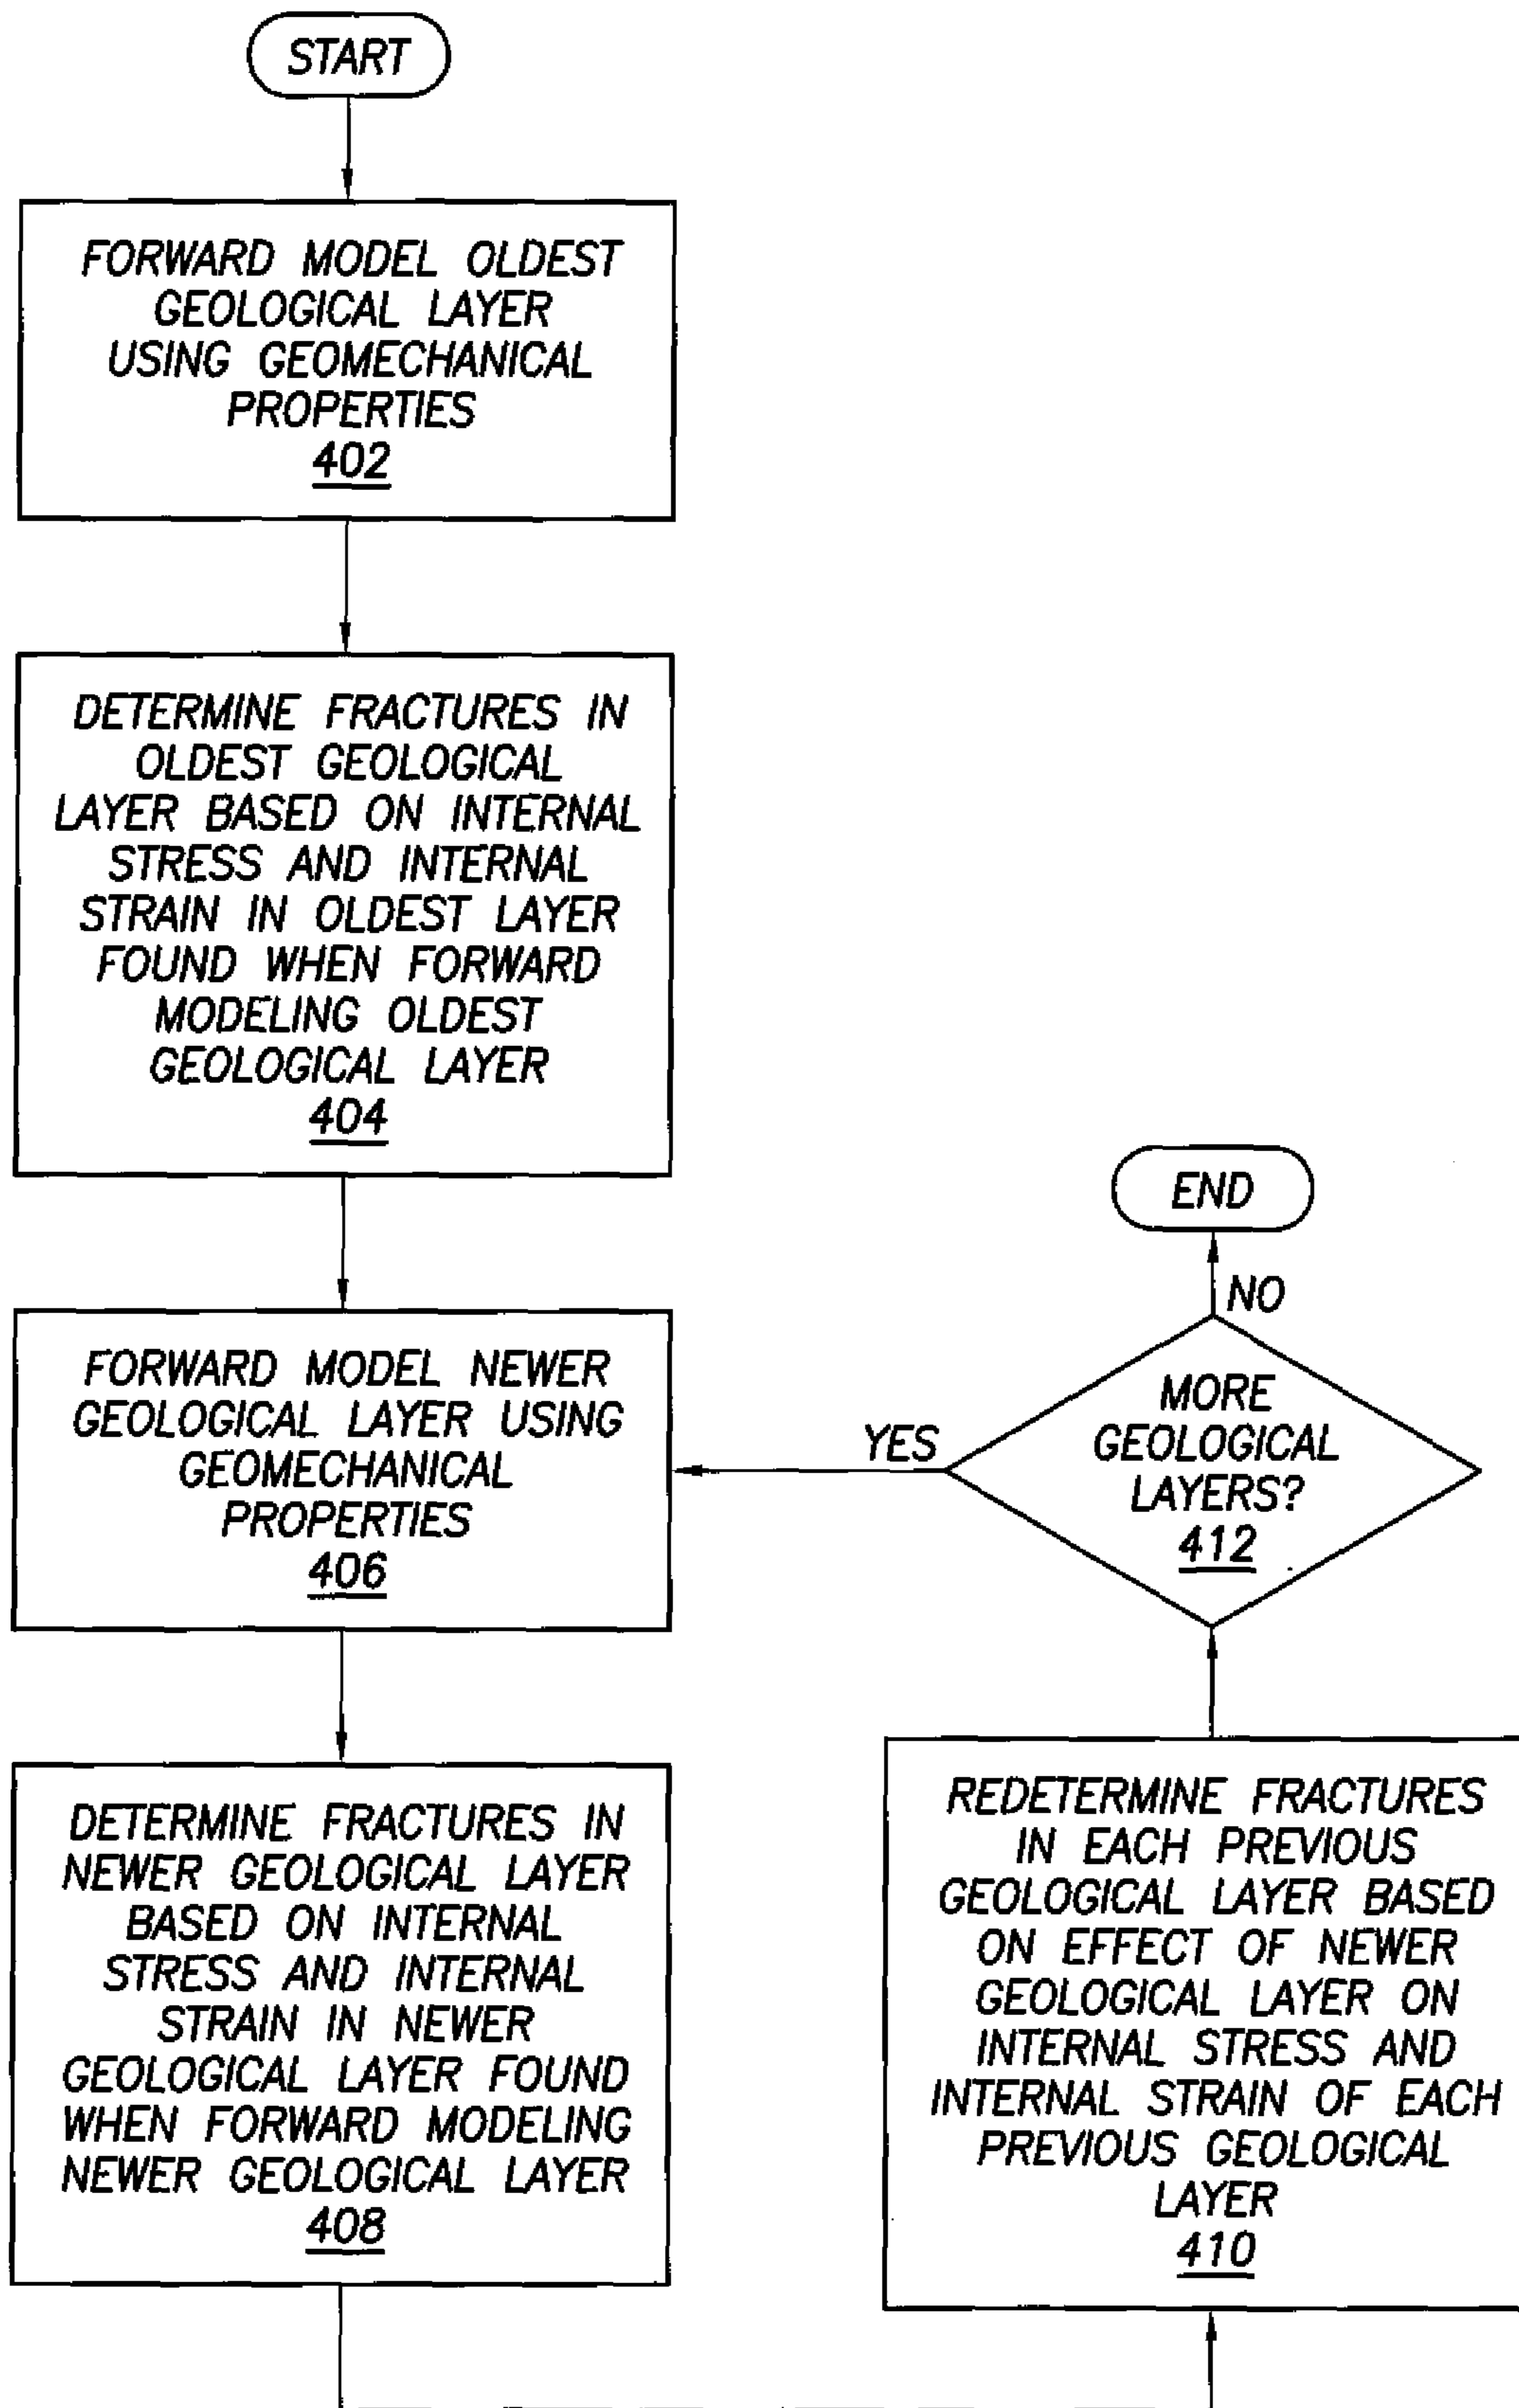 START
FORWARD MODEL OLDEST
GEOLOGICAL LAYER
USING GEOMECHANICAL
PROPERTIES
402
DETERMINE FRACTURES IN
OLDEST GEOLOGICAL
LAYER BASED ON INTERNAL
STRESS AND INTERNAL
STRAIN IN OLDEST LAYER
FOUND WHEN FORWARD
MODELING OLDEST
GEOLOGICAL LAYER
404
FORWARD MODEL NEWER
GEOLOGICAL LAYER USING
GEOMECHANICAL
PROPERTIES
406
DETERMINE FRACTURES IN
NEWER GEOLOGICAL LAYER
BASED ON INTERNAL
STRESS AND INTERNAL
STRAIN IN NEWER
GEOLOGICAL LAYER FOUND
WHEN FORWARD MODELING
NEWER GEOLOGICAL LAYER
408
REDETERMINE FRACTURES
IN EACH PREVIOUS
GEOLOGICAL LAYER BASED
ON EFFECT OF NEWER
GEOLOGICAL LAYER ON
INTERNAL STRESS AND
INTERNAL STRAIN OF EACH
PREVIOUS GEOLOGICAL
LAYER
410
MORE
GEOLOGICAL
LAYERS?
412
YES
NO
END